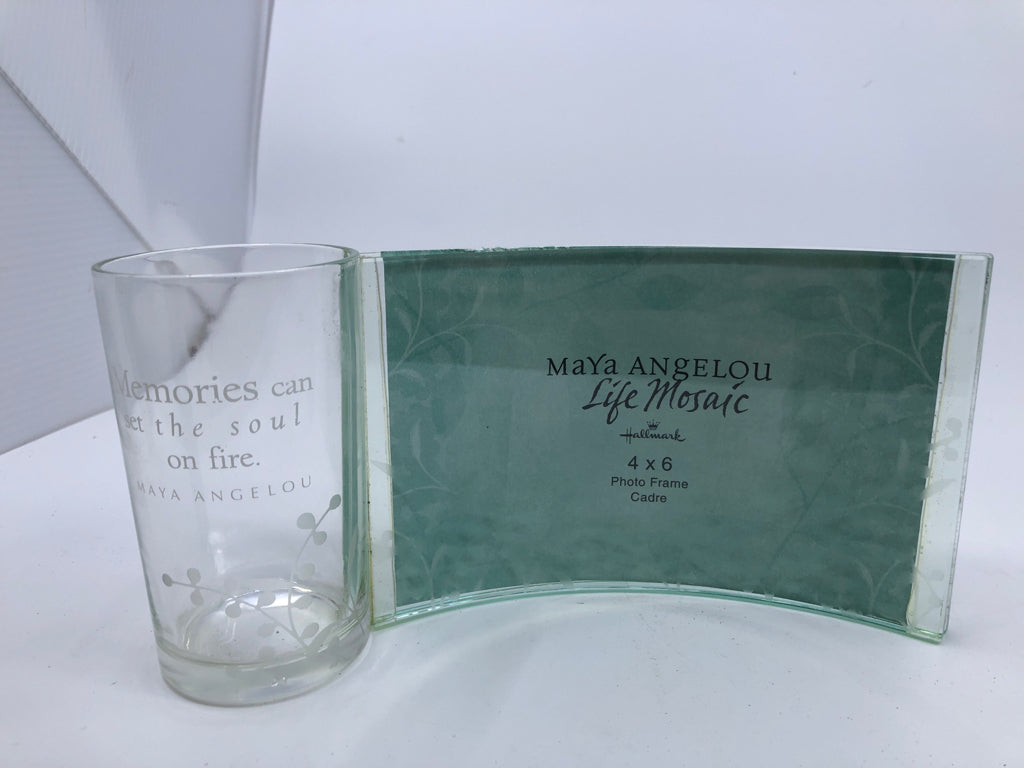 Memories can
set the soul
on fire.
MAYA ANGELOU
MaYa ANGELOU
Life Mosaic
Hallmark
4 x 6
Photo Frame
Cadre